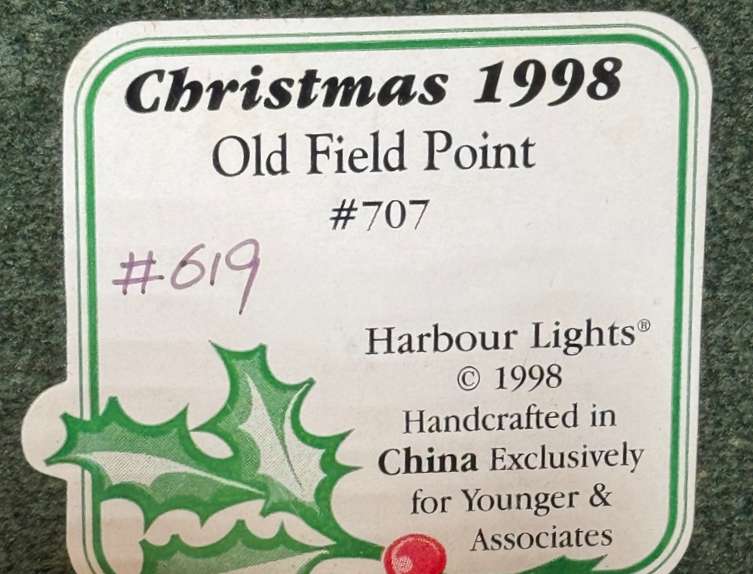 Christmas 1998
Old Field Point
#707
#619
Harbour Lights®
© 1998
Handcrafted in
China Exclusively
for Younger &
Associates